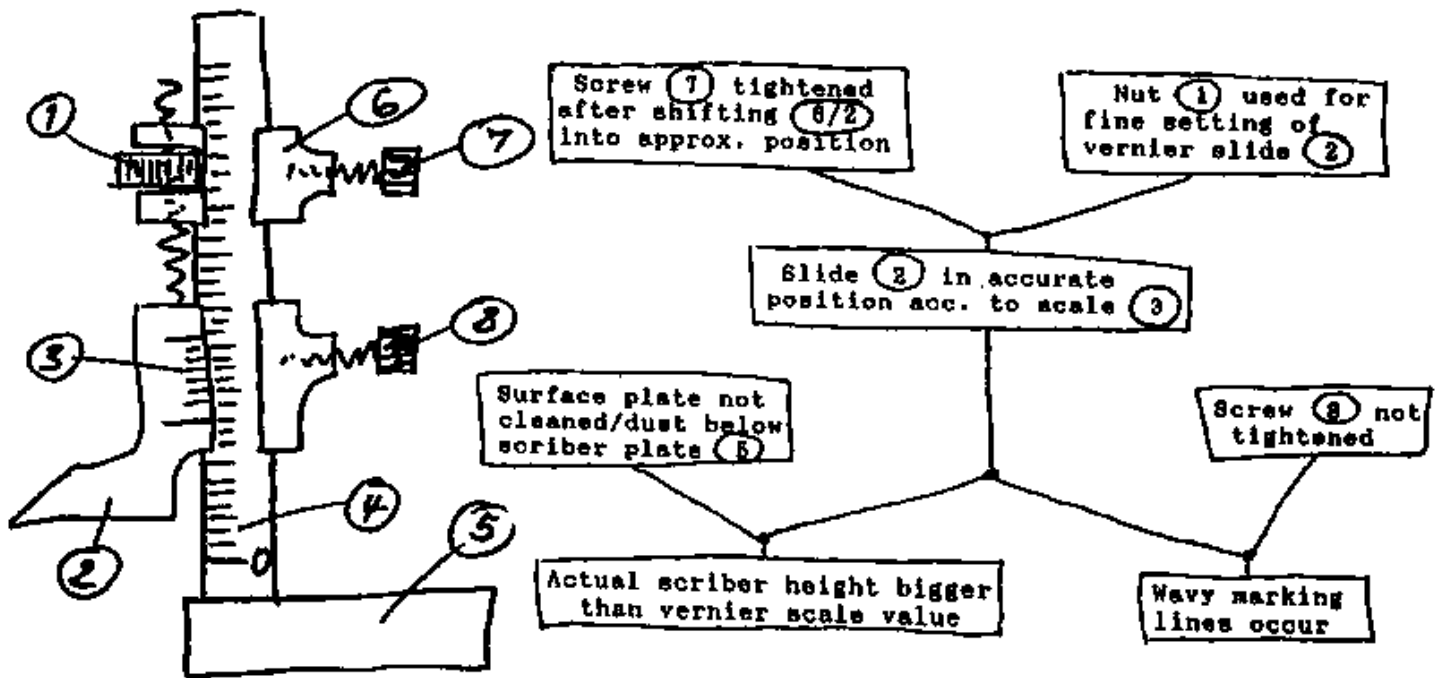 1
6
7
3
8
2
4
0
5
Screw 7 tightened
after shifting 6/2
into approx. position
Nut 1 used for
fine setting of
vernier slide 2
Slide 2 in accurate
position acc. to scale 3
Surface plate not
cleaned/dust below
scriber plate 5
Screw 8 not
tightened
Actual scriber height bigger
than vernier scale value
Wavy marking
lines occur